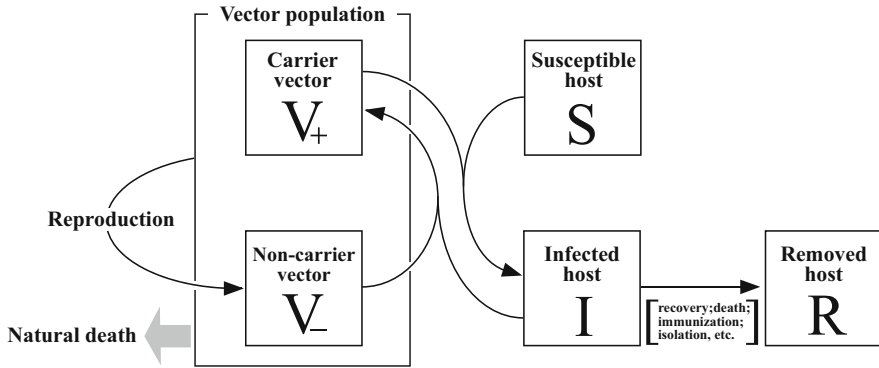 Vector population
Carrier
vector
V+
Susceptible
host
S
Reproduction
Non-carrier
vector
V−
Infected
host
I
[recovery;death;
immunization;
isolation, etc.]
Removed
host
R
Natural death